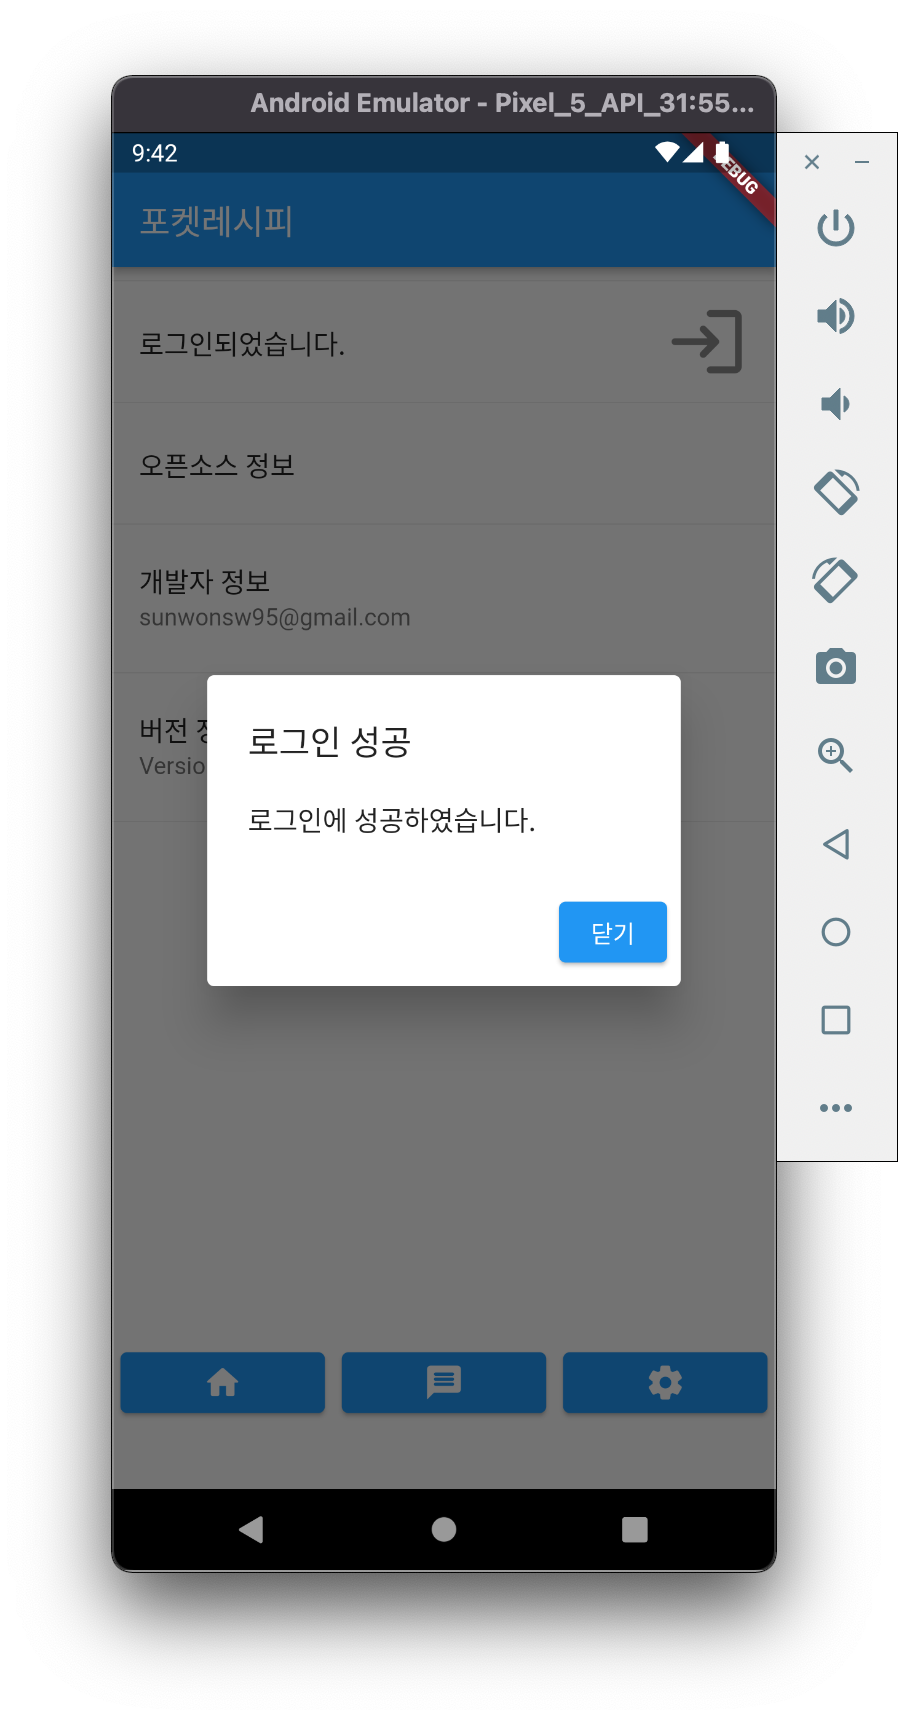 Android Emulator - Pixel_5_API_31:55...
9:42
포켓레시피
로그인되었습니다.
오픈소스 정보
개발자 정보
sunwonsw95@gmail.com
버전
Versio
로그인 성공
로그인에 성공하였습니다.
닫기